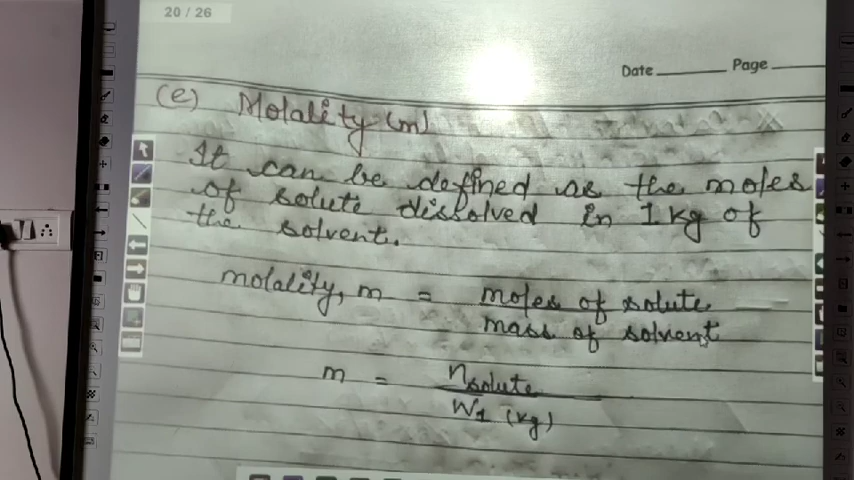 20 / 26
Date Page
(e) Molality (m)
It can be defined as the moles
of solute dissolved in 1 kg of
the solvent.
molality, m = moles of solute
mass of solvent
m = nsolute
W1 (kg)